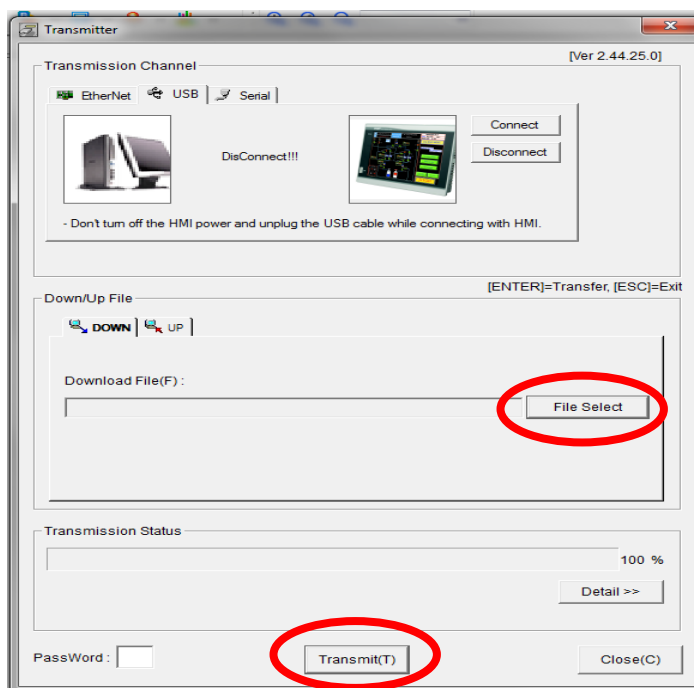 Transmitter
[Ver 2.44.25.0]
Transmission Channel
EtherNet USB Serial
Connect
DisConnect!!!
Disconnect
- Don't turn off the HMI power and unplug the USB cable while connecting with HMI.
[ENTER]=Transfer, [ESC]=Exit
Down/Up File
DOWN UP
Download File(F) :
File Select
Transmission Status
100 %
Detail >>
PassWord :
Transmit(T)
Close(C)